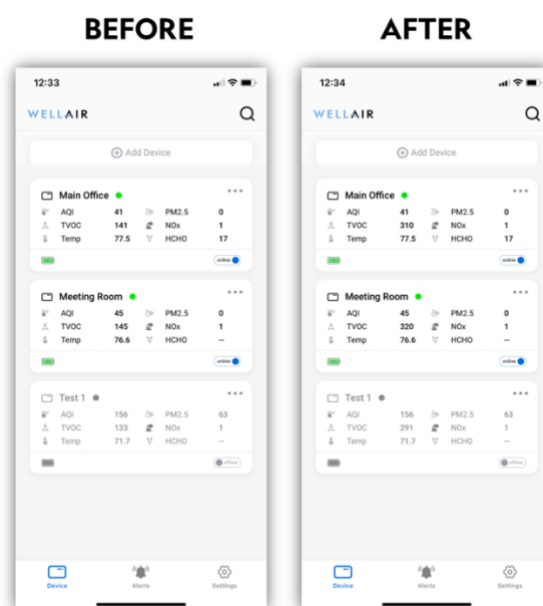 BEFORE
12:33
WELLAIR
Add Device
Main Office
AQI 41 PM2.5 0
TVOC 141 NOx 1
Temp 77.5 HCHO 17
online
Meeting Room
AQI 45 PM2.5 0
TVOC 145 NOx 1
Temp 76.6 HCHO --
online
Test 1
AQI 156 PM2.5 63
TVOC 133 NOx 1
Temp 71.7 HCHO --
offline
Device Alerts Settings
AFTER
12:34
WELLAIR
Add Device
Main Office
AQI 41 PM2.5 0
TVOC 310 NOx 1
Temp 77.5 HCHO 17
online
Meeting Room
AQI 45 PM2.5 0
TVOC 320 NOx 1
Temp 76.6 HCHO --
online
Test 1
AQI 156 PM2.5 63
TVOC 291 NOx 1
Temp 71.7 HCHO --
offline
Device Alerts Settings